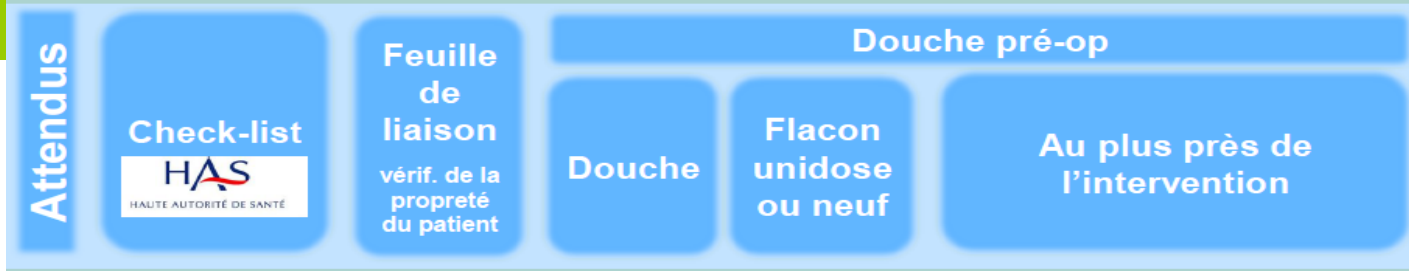 Attendus
Check-list
HAS
HAUTE AUTORITÉ DE SANTÉ
Feuille
de
liaison
vérif. de la
propreté
du patient
Douche pré-op
Douche
Flacon
unidose
ou neuf
Au plus près de
l'intervention